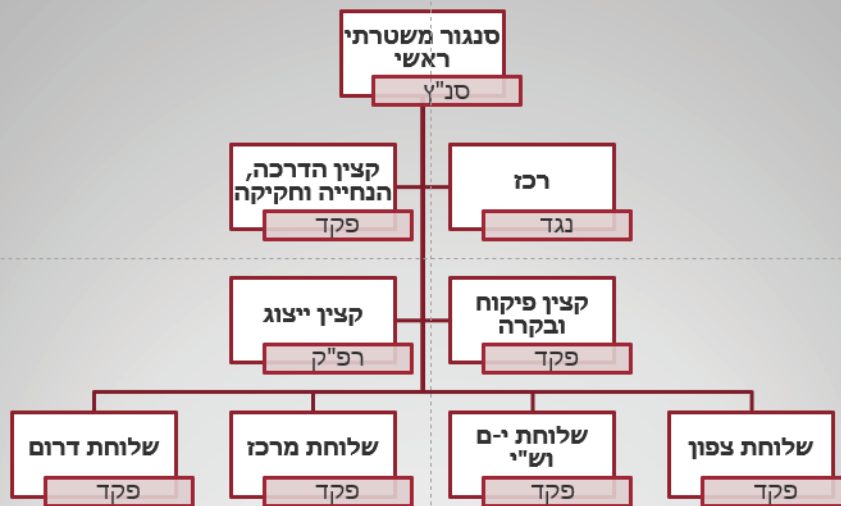 סנגור משטרתי
ראשי
סנ"ץ
רכז
נגד
קצין הדרכה,
הנחייה וחקיקה
פקד
קצין פיקוח
ובקרה
פקד
קצין ייצוג
רפ"ק
שלוחת צפון
פקד
שלוחת י-ם
וש"י
פקד
שלוחת מרכז
פקד
שלוחת דרום
פקד